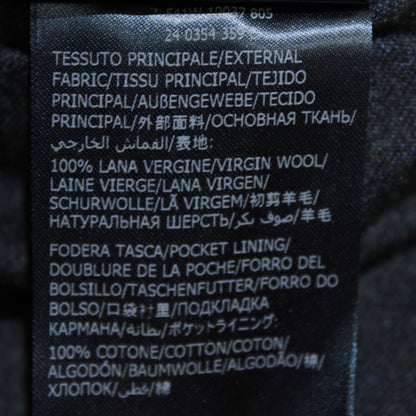 24 0354 359
TESSUTO PRINCIPALE/EXTERNAL
FABRIC/TISSU PRINCIPAL/TEJIDO
PRINCIPAL/AUßENGEWEBE/TECIDO
PRINCIPAL/外部面料/ОСНОВНАЯ ТКАНЬ/
القماش الخارجي/表地:
100% LANA VERGINE/VIRGIN WOOL/
LAINE VIERGE/LANA VIRGEN/
SCHURWOLLE/LÃ VIRGEM/初剪羊毛/
НАТУРАЛЬНАЯ ШЕРСТЬ/صوف بكر/羊毛
FODERA TASCA/POCKET LINING/
DOUBLURE DE LA POCHE/FORRO DEL
BOLSILLO/TASCHENFUTTER/FORRO DO
BOLSO/口袋衬里/ПОДКЛАДКА
КАРМАНА/بطانة/ポケットライニング:
100% COTONE/COTTON/COTON/
ALGODÓN/BAUMWOLLE/ALGODÃO/棉/
ХЛОПОК/قطن/綿